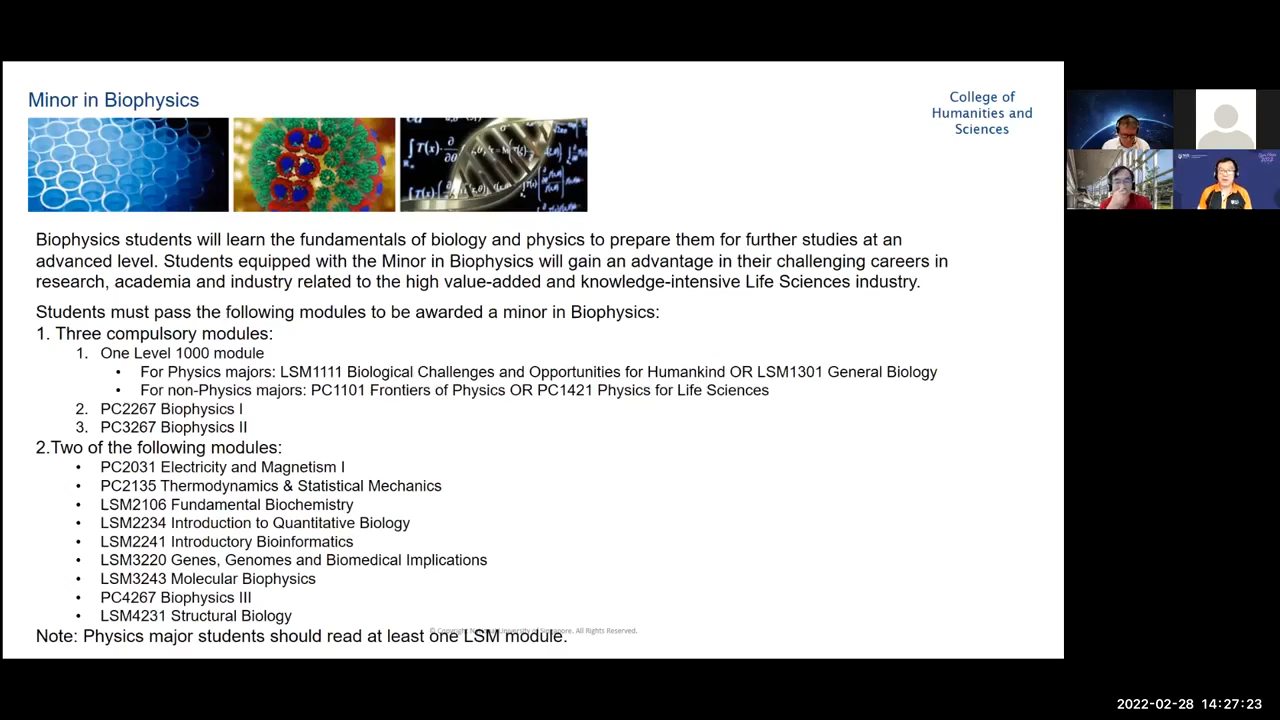 Minor in Biophysics
College of
Humanities and
Sciences
Biophysics students will learn the fundamentals of biology and physics to prepare them for further studies at an
advanced level. Students equipped with the Minor in Biophysics will gain an advantage in their challenging careers in
research, academia and industry related to the high value-added and knowledge-intensive Life Sciences industry.
Students must pass the following modules to be awarded a minor in Biophysics:
1. Three compulsory modules:
1. One Level 1000 module
• For Physics majors: LSM1111 Biological Challenges and Opportunities for Humankind OR LSM1301 General Biology
• For non-Physics majors: PC1101 Frontiers of Physics OR PC1421 Physics for Life Sciences
2. PC2267 Biophysics I
3. PC3267 Biophysics II
2.Two of the following modules:
• PC2031 Electricity and Magnetism I
• PC2135 Thermodynamics & Statistical Mechanics
• LSM2106 Fundamental Biochemistry
• LSM2234 Introduction to Quantitative Biology
• LSM2241 Introductory Bioinformatics
• LSM3220 Genes, Genomes and Biomedical Implications
• LSM3243 Molecular Biophysics
• PC4267 Biophysics III
• LSM4231 Structural Biology
Note: Physics major students should read at least one LSM module.
© Copyright National University of Singapore. All Rights Reserved.
2022-02-28 14:27:23